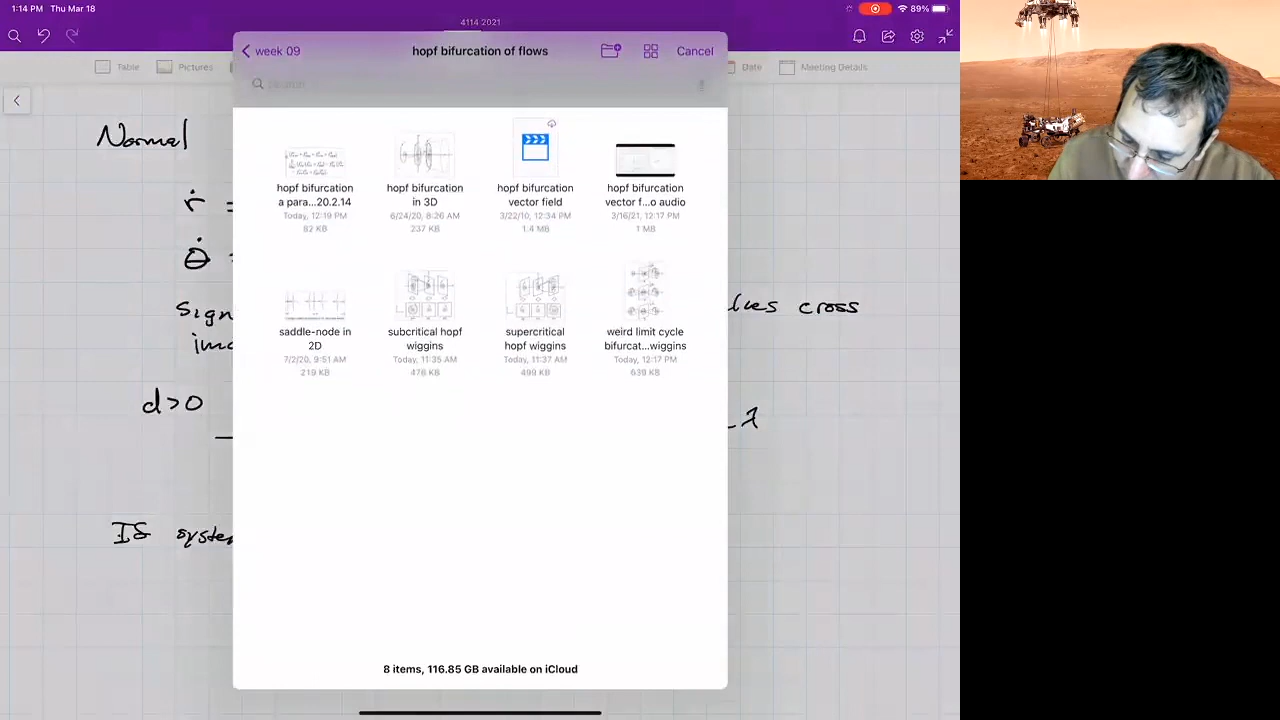 1:14 PM Thu Mar 18
89%
4114 2021
week 09
hopf bifurcation of flows
Cancel
Table
Pictures
Date
Meeting Details
Search
Normal
ṙ =
θ̇ =
sign
cross
d>0
λ
IS
hopf bifurcation
a para...20.2.14
Today, 12:19 PM
82 KB
hopf bifurcation
in 3D
6/24/20, 8:26 AM
237 KB
hopf bifurcation
vector field
3/22/10, 12:34 PM
1.4 MB
hopf bifurcation
vector f...o audio
3/16/21, 12:17 PM
1 MB
saddle-node in
2D
7/2/20, 9:51 AM
219 KB
subcritical hopf
wiggins
Today, 11:35 AM
476 KB
supercritical
hopf wiggins
Today, 11:37 AM
499 KB
weird limit cycle
bifurcat...wiggins
Today, 12:17 PM
639 KB
8 items, 116.85 GB available on iCloud